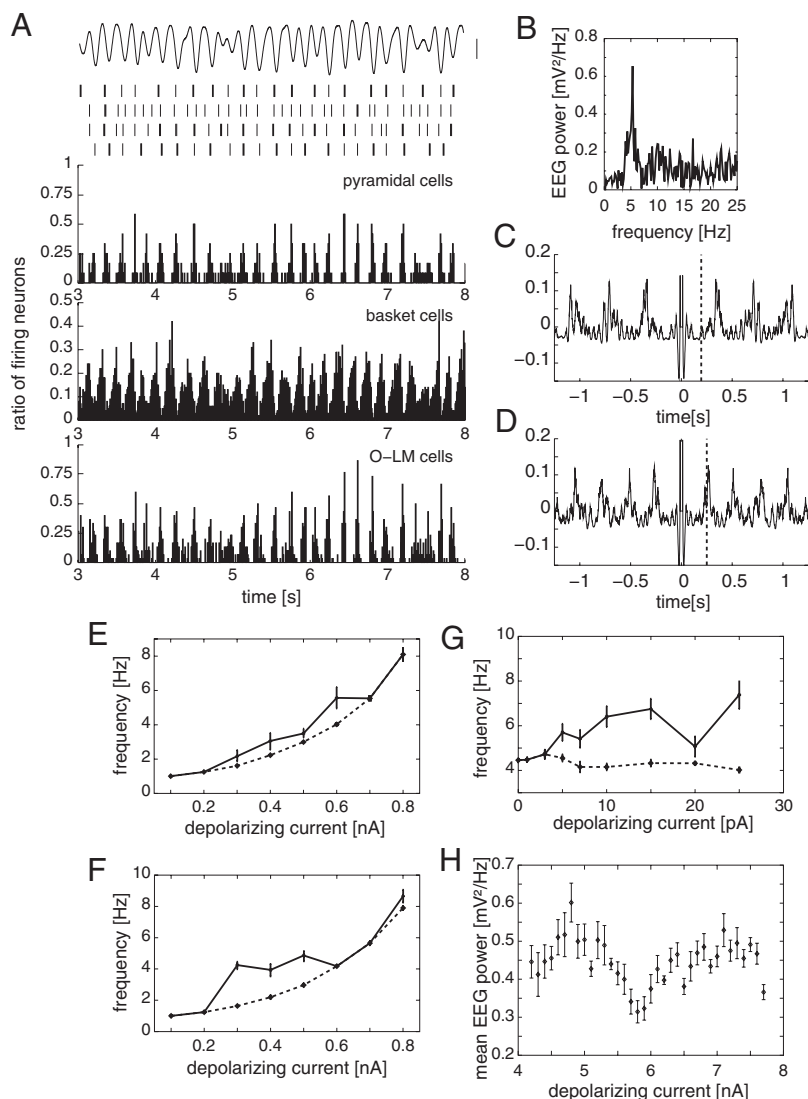 A
pyramidal cells
1
0.75
0.5
0.25
0
3 4 5 6 7 8
basket cells
0.5
0.4
0.3
0.2
0.1
0
3 4 5 6 7 8
O−LM cells
1
0.75
0.5
0.25
0
3 4 5 6 7 8
ratio of firing neurons
time [s]
B
EEG power [mV²/Hz]
0.8
0.6
0.4
0.2
0
0 5 10 15 20 25
frequency [Hz]
C
0.2
0.1
0
−0.1
−1 −0.5 0 0.5 1
time[s]
D
0.2
0.1
0
−0.1
−1 −0.5 0 0.5 1
time[s]
E
frequency [Hz]
8
6
4
2
0
0.2 0.4 0.6 0.8
depolarizing current [nA]
F
frequency [Hz]
10
8
6
4
2
0
0.2 0.4 0.6 0.8
depolarizing current [nA]
G
frequency [Hz]
10
8
6
4
2
0 10 20 30
depolarizing current [pA]
H
mean EEG power [mV²/Hz]
0.7
0.6
0.5
0.4
0.3
0.2
4 5 6 7 8
depolarizing current [nA]